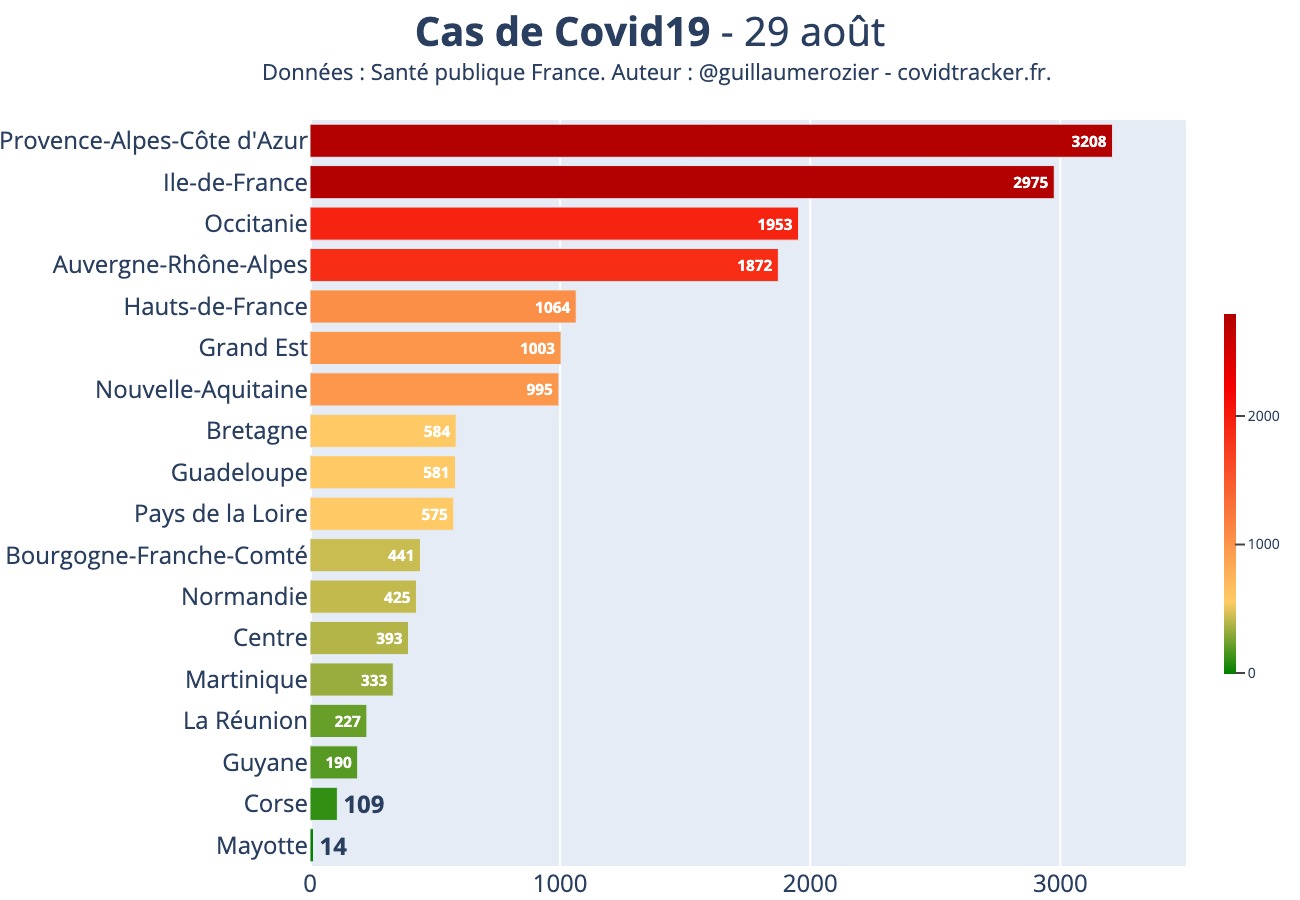 Cas de Covid19 - 29 août
Données : Santé publique France. Auteur : @guillaumerozier - covidtracker.fr.
Provence-Alpes-Côte d'Azur 3208
Ile-de-France 2975
Occitanie 1953
Auvergne-Rhône-Alpes 1872
Hauts-de-France 1064
Grand Est 1003
Nouvelle-Aquitaine 995
Bretagne 584
Guadeloupe 581
Pays de la Loire 575
Bourgogne-Franche-Comté 441
Normandie 425
Centre 393
Martinique 333
La Réunion 227
Guyane 190
Corse 109
Mayotte 14
0 1000 2000 3000
2000
1000
0